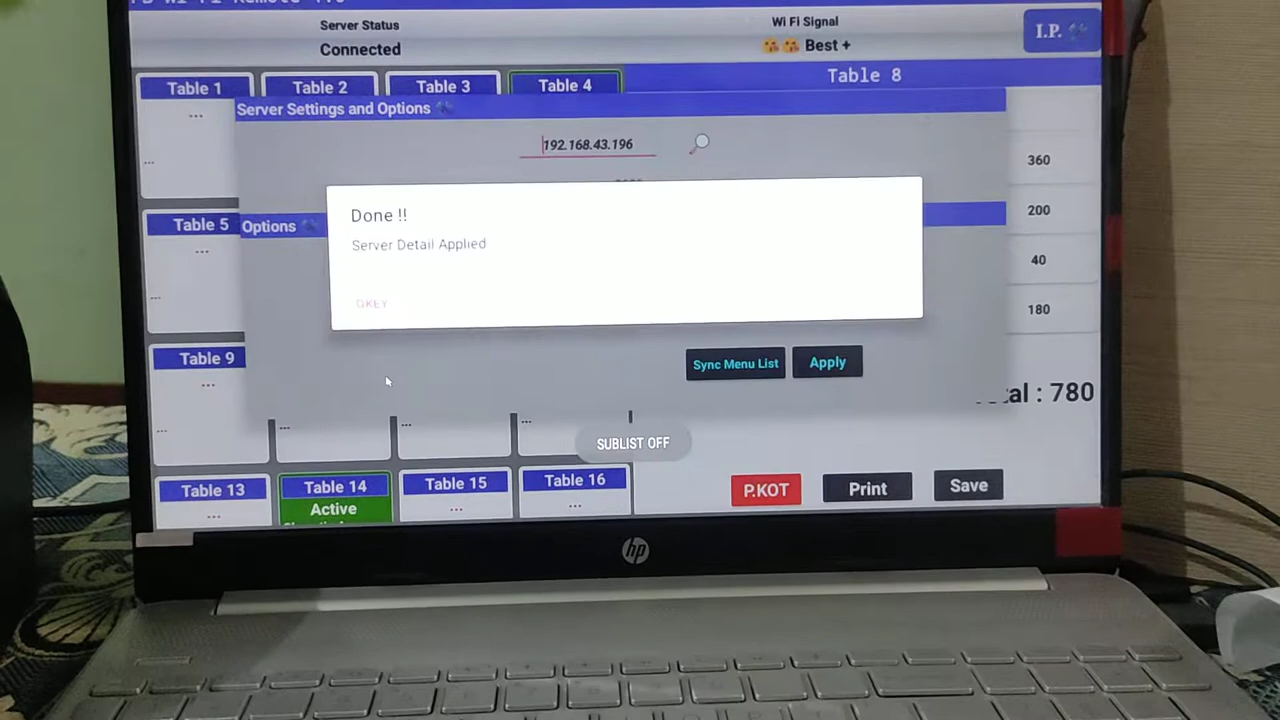 Server Status
Connected
Wi Fi Signal
Best +
I.P.
Table 1
Table 2
Table 3
Table 4
Table 8
...
Server Settings and Options
192.168.43.196
...
360
Done !!
Server Detail Applied
OKEY
Table 5
Options
200
...
40
...
180
Table 9
Sync Menu List
Apply
...
al : 780
...
...
...
...
SUBLIST OFF
Table 13
Table 14
Table 15
Table 16
P.KOT
Print
Save
...
Active
...
...
hp